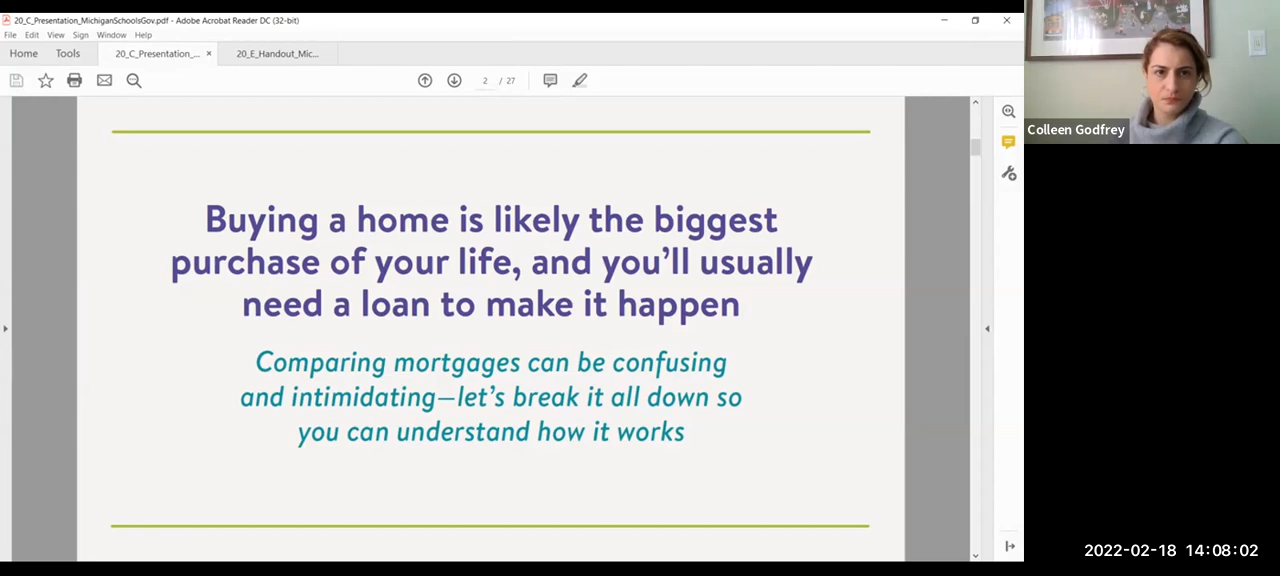 20_C_Presentation_MichiganSchoolsGov.pdf - Adobe Acrobat Reader DC (32-bit)
File Edit View Sign Window Help
Home Tools 20_C_Presentation_... × 20_E_Handout_Mic...
2 / 27
Buying a home is likely the biggest
purchase of your life, and you’ll usually
need a loan to make it happen
Comparing mortgages can be confusing
and intimidating—let’s break it all down so
you can understand how it works
Colleen Godfrey
2022-02-18 14:08:02